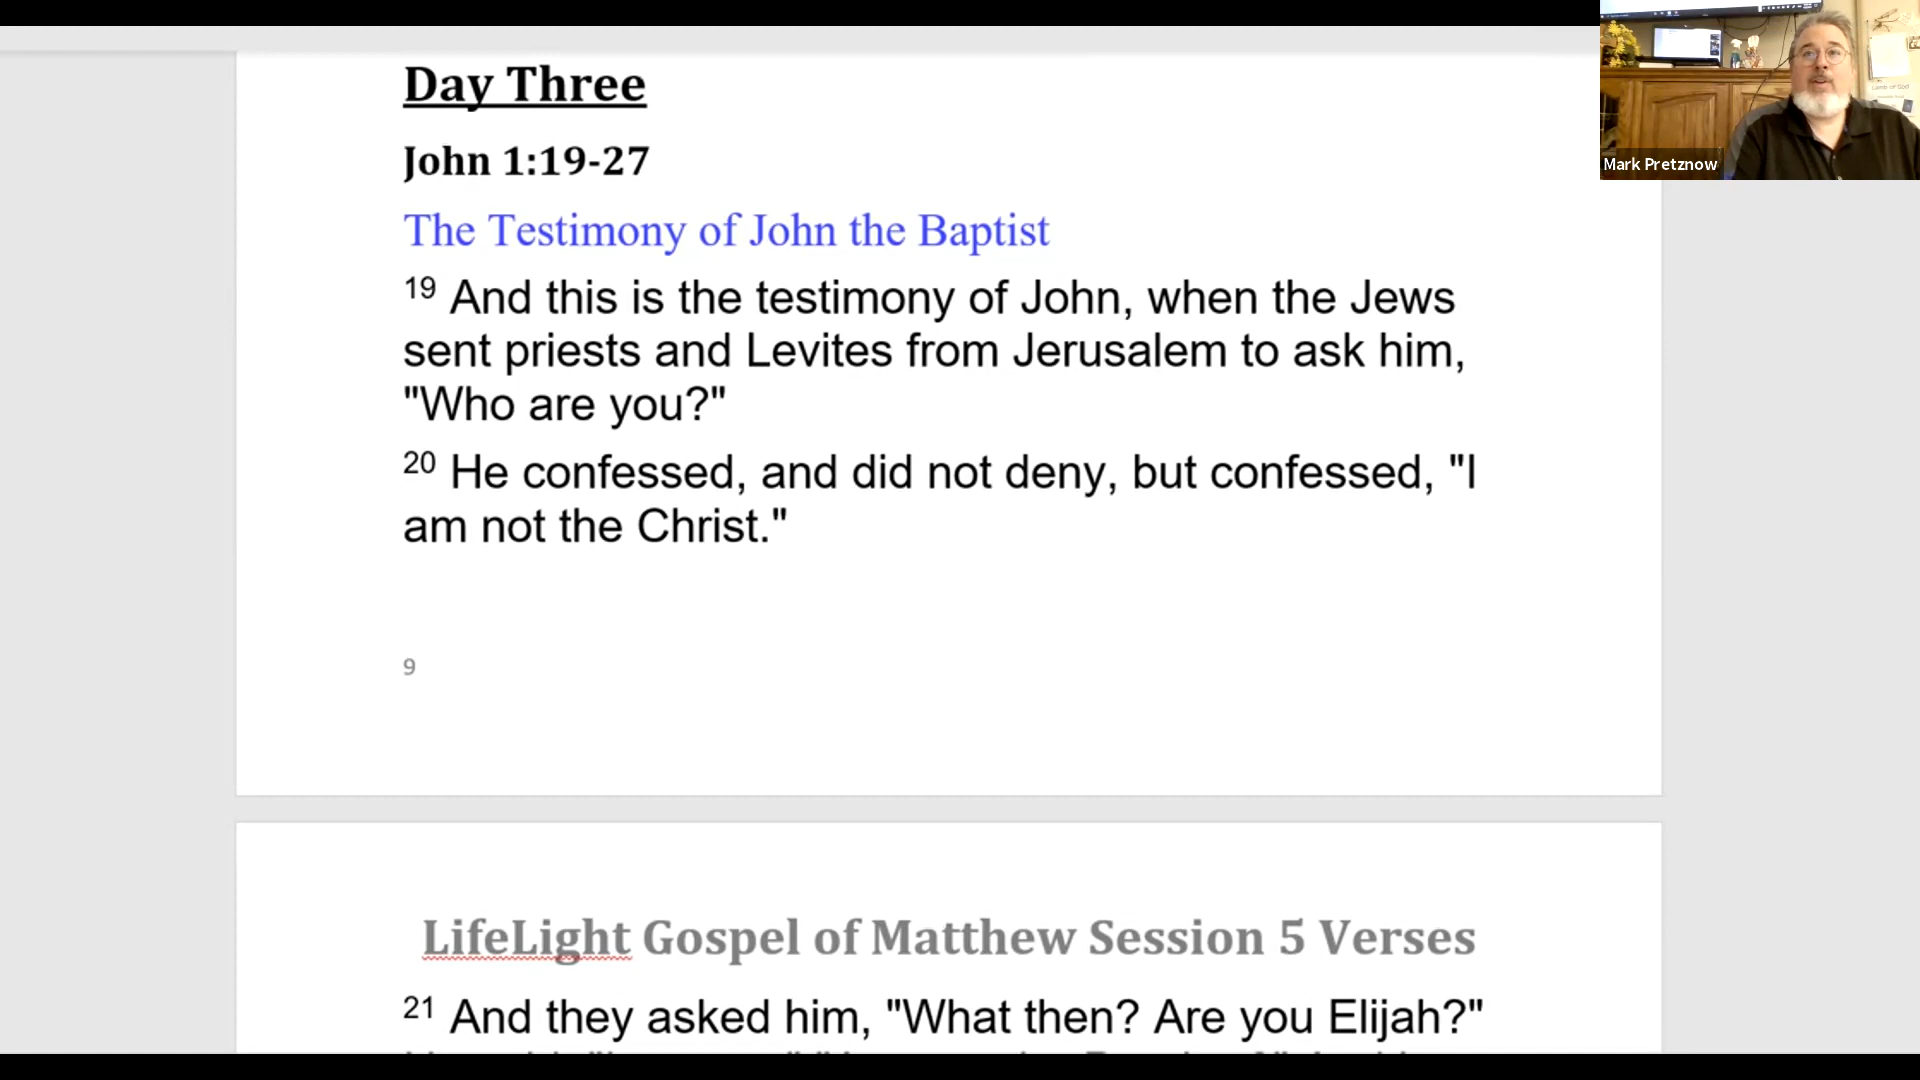 Day Three
John 1:19-27
The Testimony of John the Baptist
19 And this is the testimony of John, when the Jews
sent priests and Levites from Jerusalem to ask him,
"Who are you?"
20 He confessed, and did not deny, but confessed, "I
am not the Christ."
9
LifeLight Gospel of Matthew Session 5 Verses
21 And they asked him, "What then? Are you Elijah?"
Mark Pretznow
Lamb of God